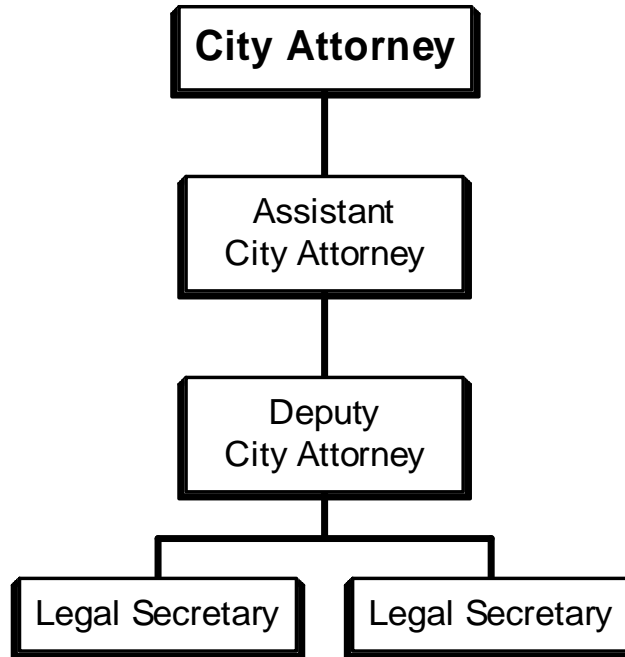 City Attorney
Assistant
City Attorney
Deputy
City Attorney
Legal Secretary
Legal Secretary